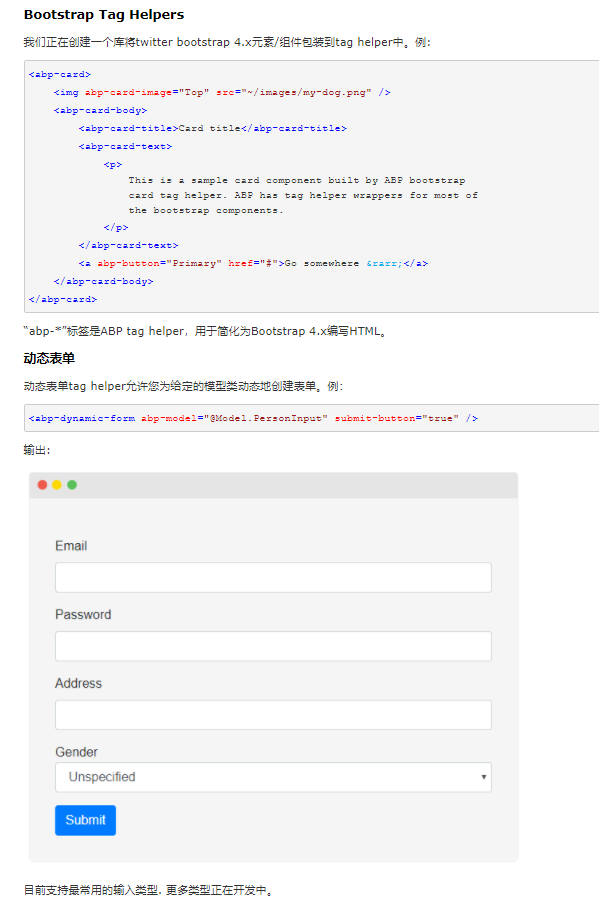 Bootstrap Tag Helpers
我们正在创建一个库将twitter bootstrap 4.x元素/组件包装到tag helper中。例：
<abp-card>
    <img abp-card-image="Top" src="~/images/my-dog.png" />
    <abp-card-body>
        <abp-card-title>Card title</abp-card-title>
        <abp-card-text>
            <p>
                This is a sample card component built by ABP bootstrap
                card tag helper. ABP has tag helper wrappers for most of
                the bootstrap components.
            </p>
        </abp-card-text>
        <a abp-button="Primary" href="#">Go somewhere &rarr;</a>
    </abp-card-body>
</abp-card>
“abp-*”标签是ABP tag helper，用于简化为Bootstrap 4.x编写HTML。
动态表单
动态表单tag helper允许您为给定的模型类动态地创建表单。例：
<abp-dynamic-form abp-model="@Model.PersonInput" submit-button="true" />
输出：
Email
Password
Address
Gender
Unspecified
Submit
目前支持最常用的输入类型. 更多类型正在开发中。